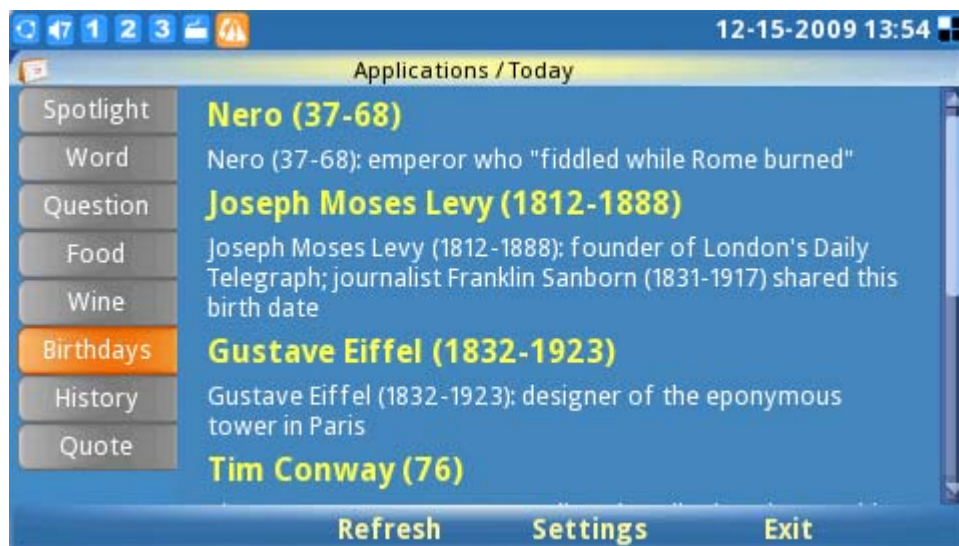 7 1 2 3 12-15-2009 13:54
Applications / Today
Spotlight
Word
Question
Food
Wine
Birthdays
History
Quote
Nero (37-68)
Nero (37-68): emperor who "fiddled while Rome burned"
Joseph Moses Levy (1812-1888)
Joseph Moses Levy (1812-1888): founder of London's Daily
Telegraph; journalist Franklin Sanborn (1831-1917) shared this
birth date
Gustave Eiffel (1832-1923)
Gustave Eiffel (1832-1923): designer of the eponymous
tower in Paris
Tim Conway (76)
Refresh Settings Exit